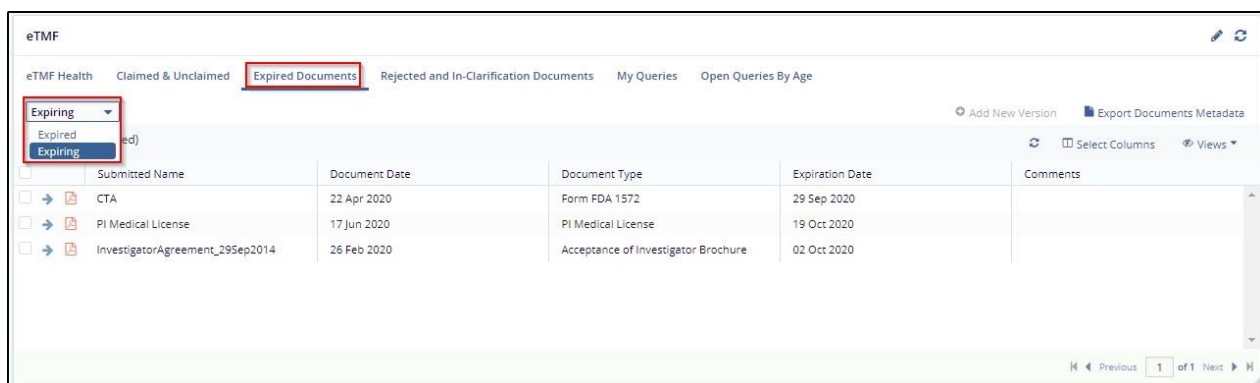 eTMF
eTMF Health Claimed & Unclaimed Expired Documents Rejected and In-Clarification Documents My Queries Open Queries By Age
Expiring
Add New Version Export Documents Metadata
Expired
Expiring
ed)
Select Columns Views
Submitted Name Document Date Document Type Expiration Date Comments
CTA 22 Apr 2020 Form FDA 1572 29 Sep 2020
PI Medical License 17 Jun 2020 PI Medical License 19 Oct 2020
InvestigatorAgreement_29Sep2014 26 Feb 2020 Acceptance of Investigator Brochure 02 Oct 2020
Previous 1 of 1 Next